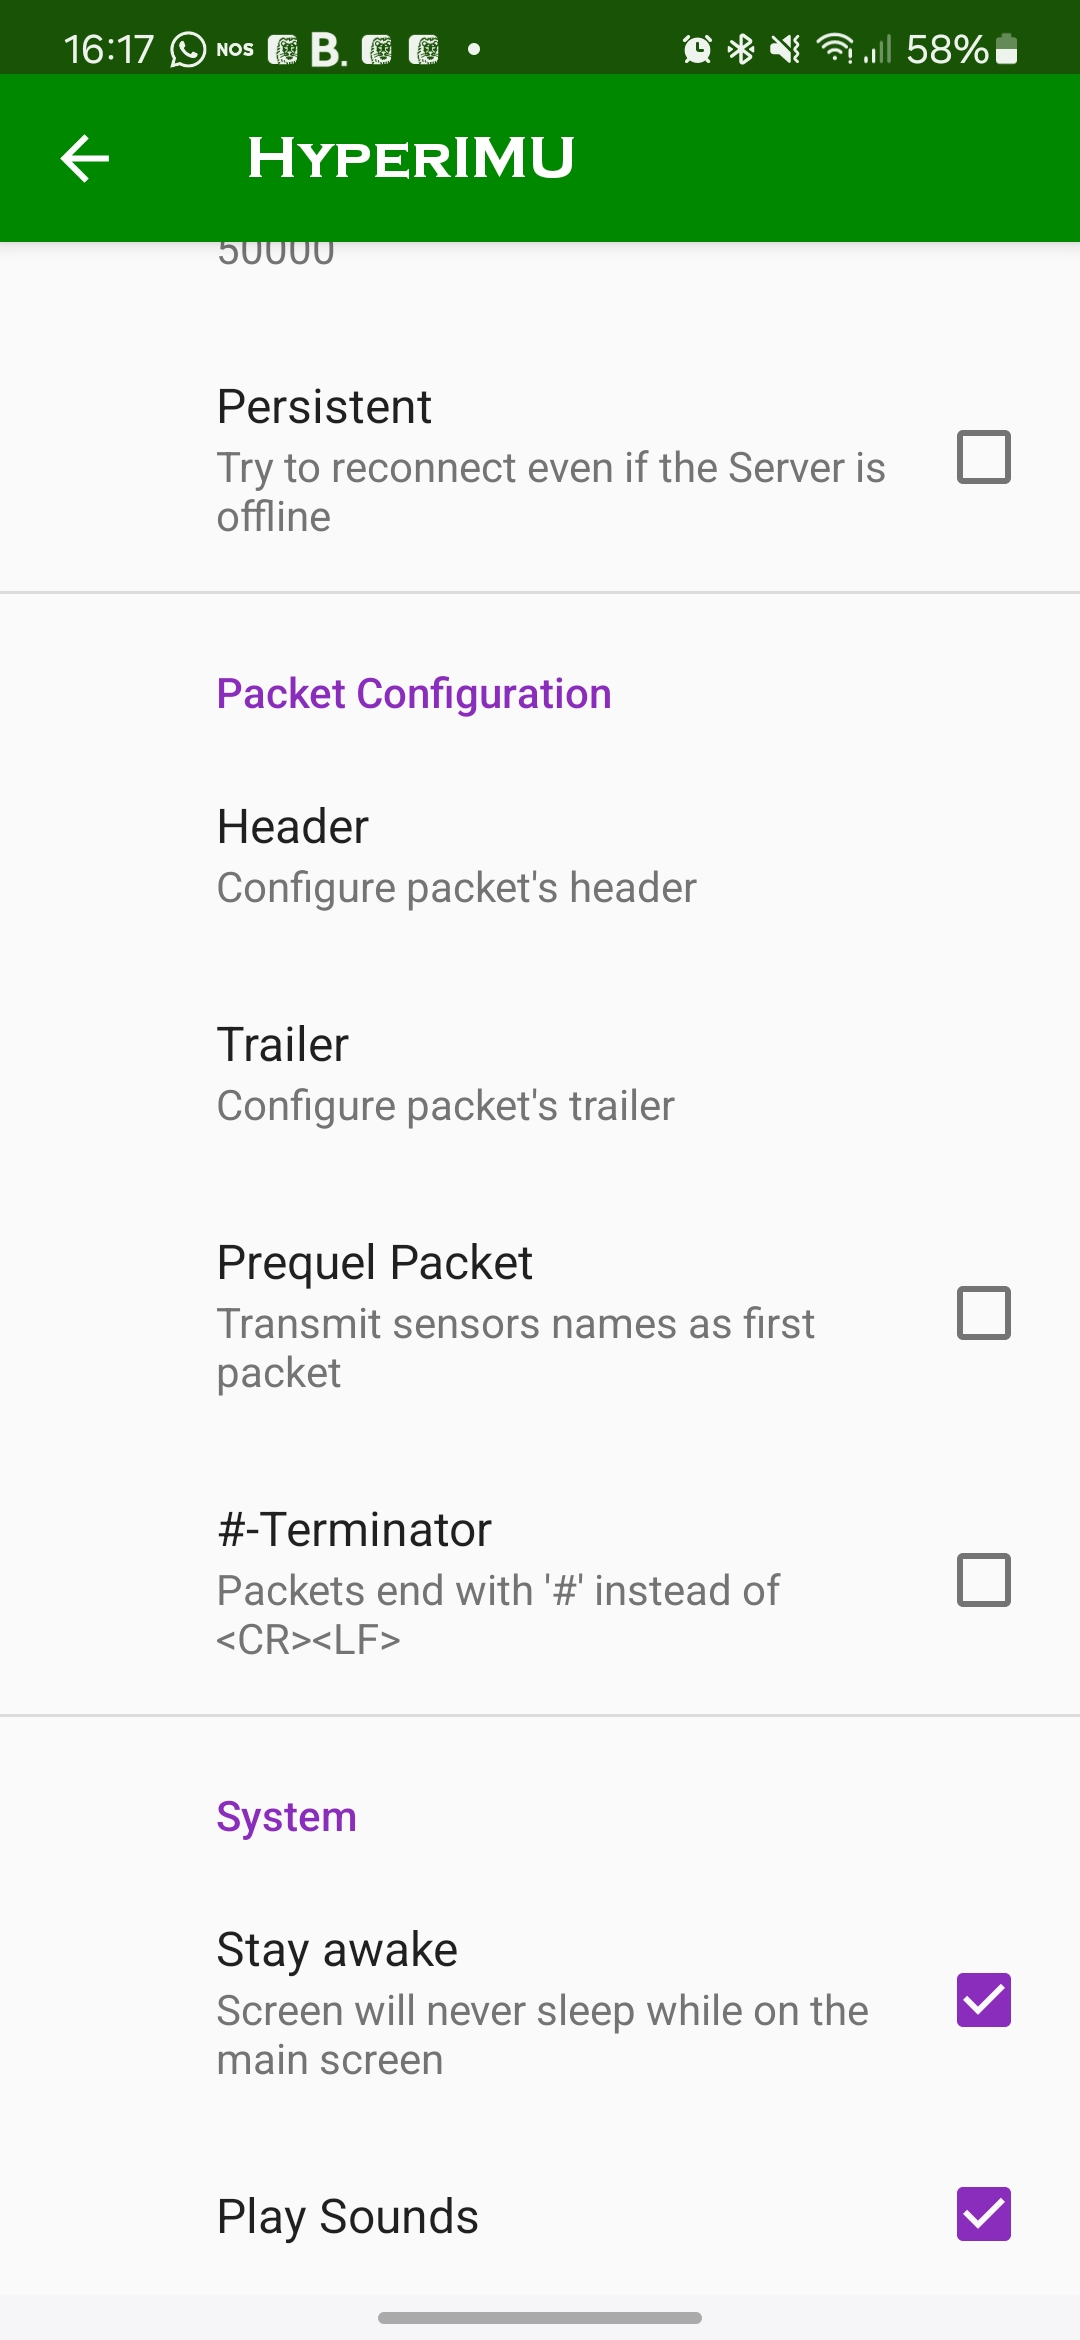 16:17 NOS B. 58%
HyperIMU
50000
Persistent
Try to reconnect even if the Server is
offline
Packet Configuration
Header
Configure packet's header
Trailer
Configure packet's trailer
Prequel Packet
Transmit sensors names as first
packet
#-Terminator
Packets end with '#' instead of
<CR><LF>
System
Stay awake
Screen will never sleep while on the
main screen
Play Sounds